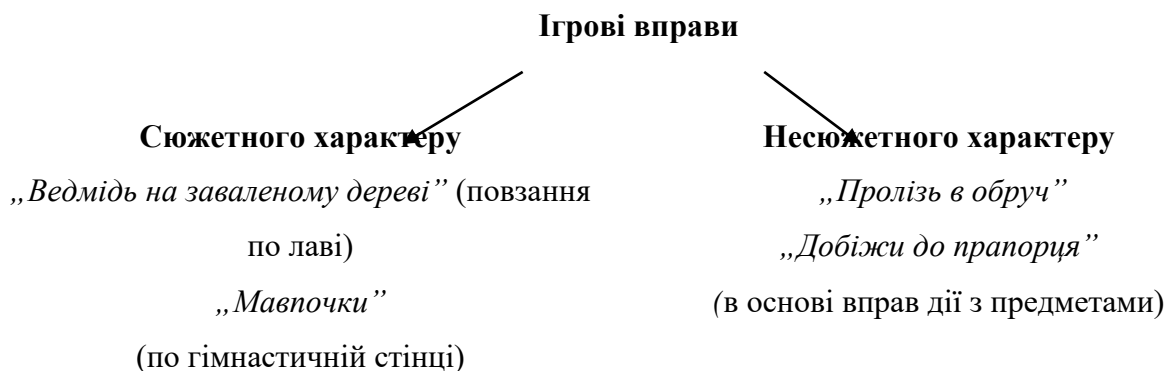 Ігрові вправи
Сюжетного характеру
„Ведмідь на заваленому дереві” (повзання
по лаві)
„Мавпочки”
(по гімнастичній стінці)
Несюжетного характеру
„Пролізь в обруч”
„Добіжи до прапорця”
(в основі вправ дії з предметами)